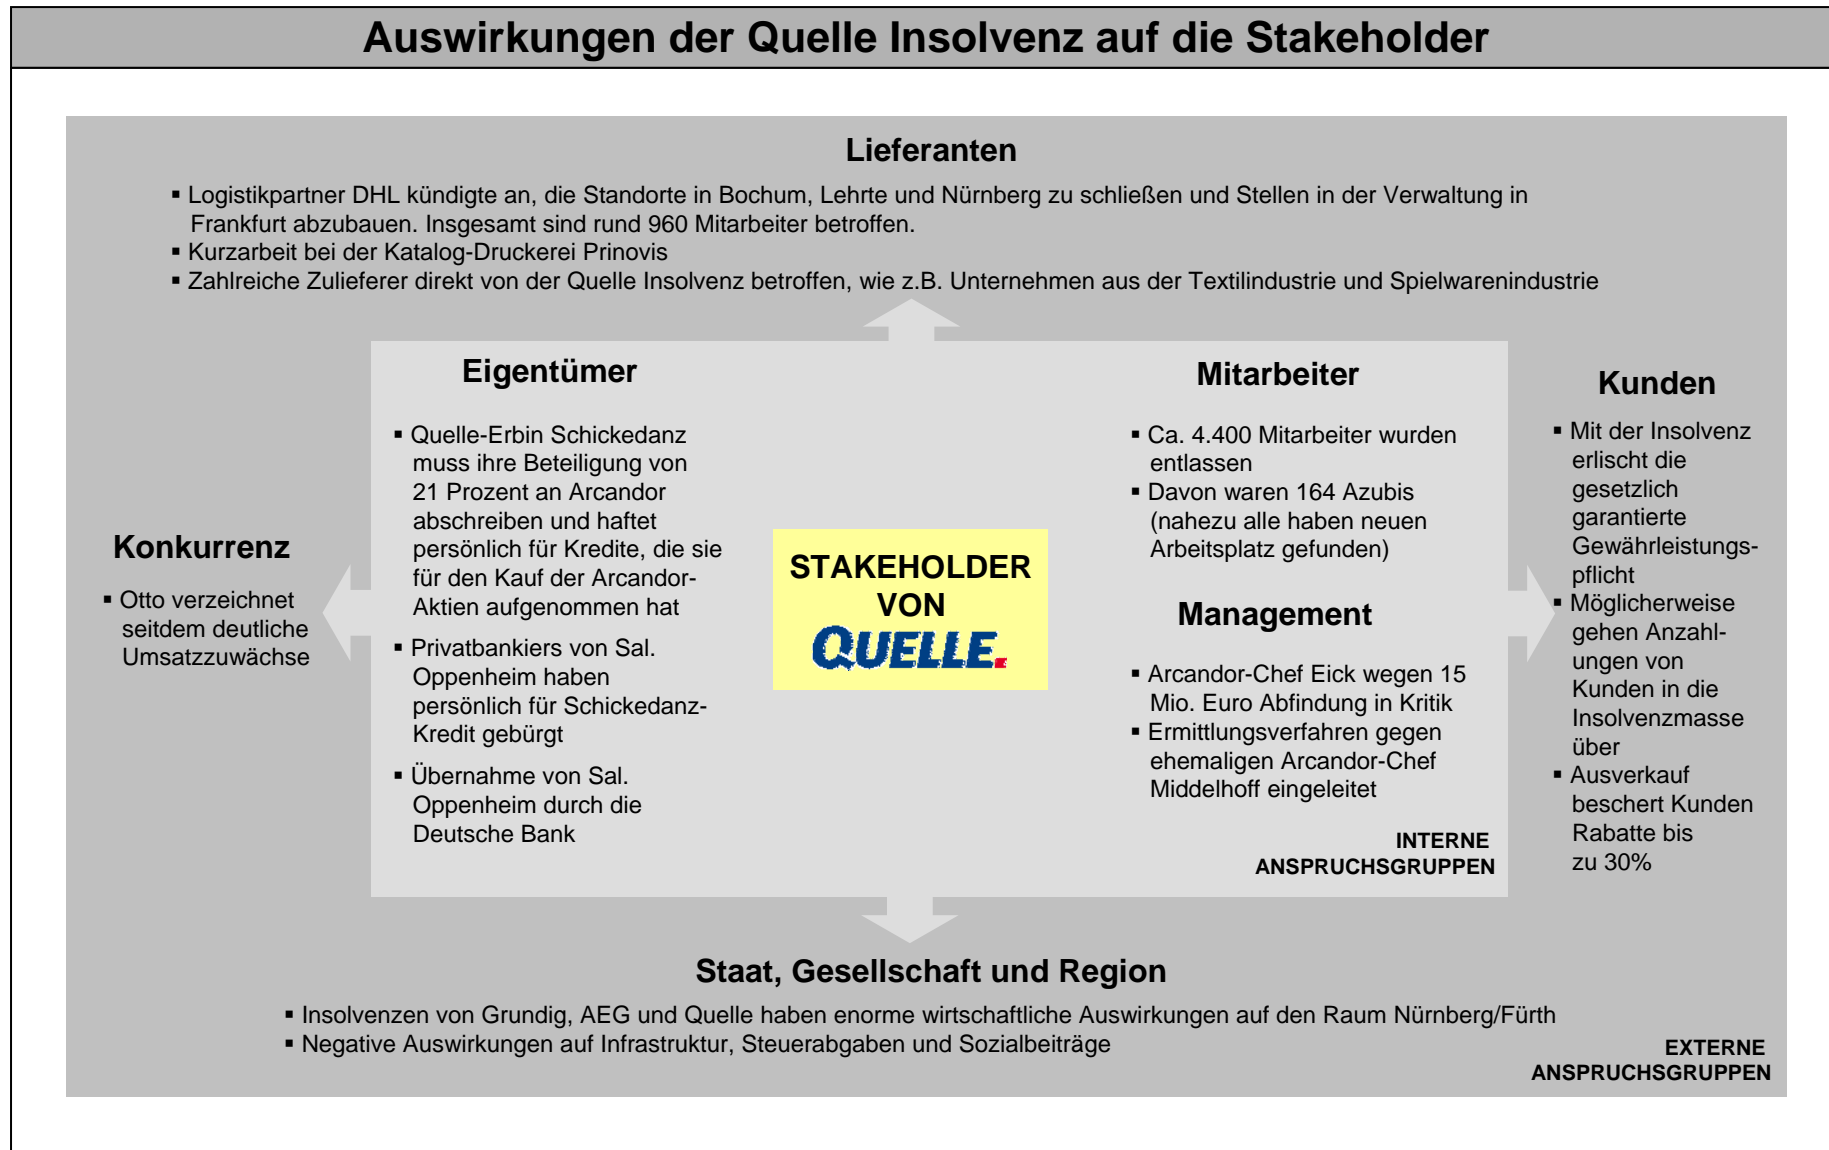 Auswirkungen der Quelle Insolvenz auf die Stakeholder
Lieferanten
▪ Logistikpartner DHL kündigte an, die Standorte in Bochum, Lehrte und Nürnberg zu schließen und Stellen in der Verwaltung in
Frankfurt abzubauen. Insgesamt sind rund 960 Mitarbeiter betroffen.
▪ Kurzarbeit bei der Katalog-Druckerei Prinovis
▪ Zahlreiche Zulieferer direkt von der Quelle Insolvenz betroffen, wie z.B. Unternehmen aus der Textilindustrie und Spielwarenindustrie
Konkurrenz
▪ Otto verzeichnet
seitdem deutliche
Umsatzzuwächse
Eigentümer
▪ Quelle-Erbin Schickedanz
muss ihre Beteiligung von
21 Prozent an Arcandor
abschreiben und haftet
persönlich für Kredite, die sie
für den Kauf der Arcandor-
Aktien aufgenommen hat
▪ Privatbankiers von Sal.
Oppenheim haben
persönlich für Schickedanz-
Kredit gebürgt
▪ Übernahme von Sal.
Oppenheim durch die
Deutsche Bank
STAKEHOLDER
VON
QUELLE.
Mitarbeiter
▪ Ca. 4.400 Mitarbeiter wurden
entlassen
▪ Davon waren 164 Azubis
(nahezu alle haben neuen
Arbeitsplatz gefunden)
Management
▪ Arcandor-Chef Eick wegen 15
Mio. Euro Abfindung in Kritik
▪ Ermittlungsverfahren gegen
ehemaligen Arcandor-Chef
Middelhoff eingeleitet
INTERNE
ANSPRUCHSGRUPPEN
Kunden
▪ Mit der Insolvenz
erlischt die
gesetzlich
garantierte
Gewährleistungs-
pflicht
▪ Möglicherweise
gehen Anzahl-
ungen von
Kunden in die
Insolvenzmasse
über
▪ Ausverkauf
beschert Kunden
Rabatte bis
zu 30%
Staat, Gesellschaft und Region
▪ Insolvenzen von Grundig, AEG und Quelle haben enorme wirtschaftliche Auswirkungen auf den Raum Nürnberg/Fürth
▪ Negative Auswirkungen auf Infrastruktur, Steuerabgaben und Sozialbeiträge
EXTERNE
ANSPRUCHSGRUPPEN